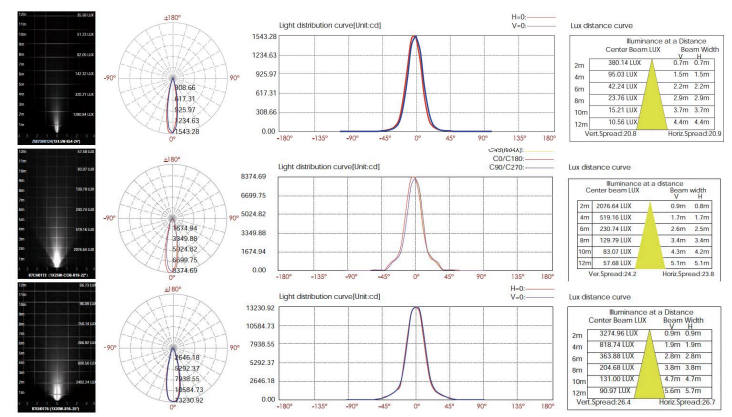 ±180°
-90°
90°
308.66
617.31
925.97
1234.63
1543.28
0°
Light distribution curve[Unit:cd]
H=0:
V=0:
1543.28
1234.63
925.97
617.31
308.66
0.00
-180° -135° -90° -45° 0° 45° 90° 135° 180°
Lux distance curve
Illuminance at a Distance
Center Beam LUX Beam Width
V H
2m 380.14 LUX 0.7m 0.7m
4m 95.03 LUX 1.5m 1.5m
6m 42.24 LUX 2.2m 2.2m
8m 23.76 LUX 2.9m 2.9m
10m 15.21 LUX 3.7m 3.7m
12m 10.56 LUX 4.4m 4.4m
Vert.Spread:20.8 Horiz.Spread:20.9
±180°
-90°
90°
1674.94
3349.88
5024.82
6699.75
8374.69
0°
Light distribution curve[Unit:cd]
C0/C180:
C90/C270:
8374.69
6699.75
5024.82
3349.88
1674.94
0.00
-180° -135° -90° -45° 0° 45° 90° 135° 180°
Lux distance curve
Illuminance at a distance
Center beam LUX Beam width
V H
2m 2076.64 LUX 0.9m 0.8m
4m 519.16 LUX 1.7m 1.7m
6m 230.74 LUX 2.6m 2.5m
8m 129.79 LUX 3.4m 3.4m
10m 83.07 LUX 4.3m 4.2m
12m 57.68 LUX 5.1m 5.1m
Ver.Spread:24.2 Horiz.Spread:23.8
±180°
-90°
90°
2646.18
5292.37
7938.55
10584.73
13230.92
0°
Light distribution curve[Unit:cd]
H=0:
V=0:
13230.92
10584.73
7938.55
5292.37
2646.18
0.00
-180° -135° -90° -45° 0° 45° 90° 135° 180°
Lux distance curve
Illuminance at a Distance
Center Beam LUX Beam Width
V H
2m 3274.96 LUX 0.9m 0.9m
4m 818.74 LUX 1.9m 1.9m
6m 363.88 LUX 2.8m 2.8m
8m 204.68 LUX 3.8m 3.8m
10m 131.00 LUX 4.7m 4.7m
12m 90.97 LUX 5.6m 5.7m
Vert.Spread:26.4 Horiz.Spread:26.7